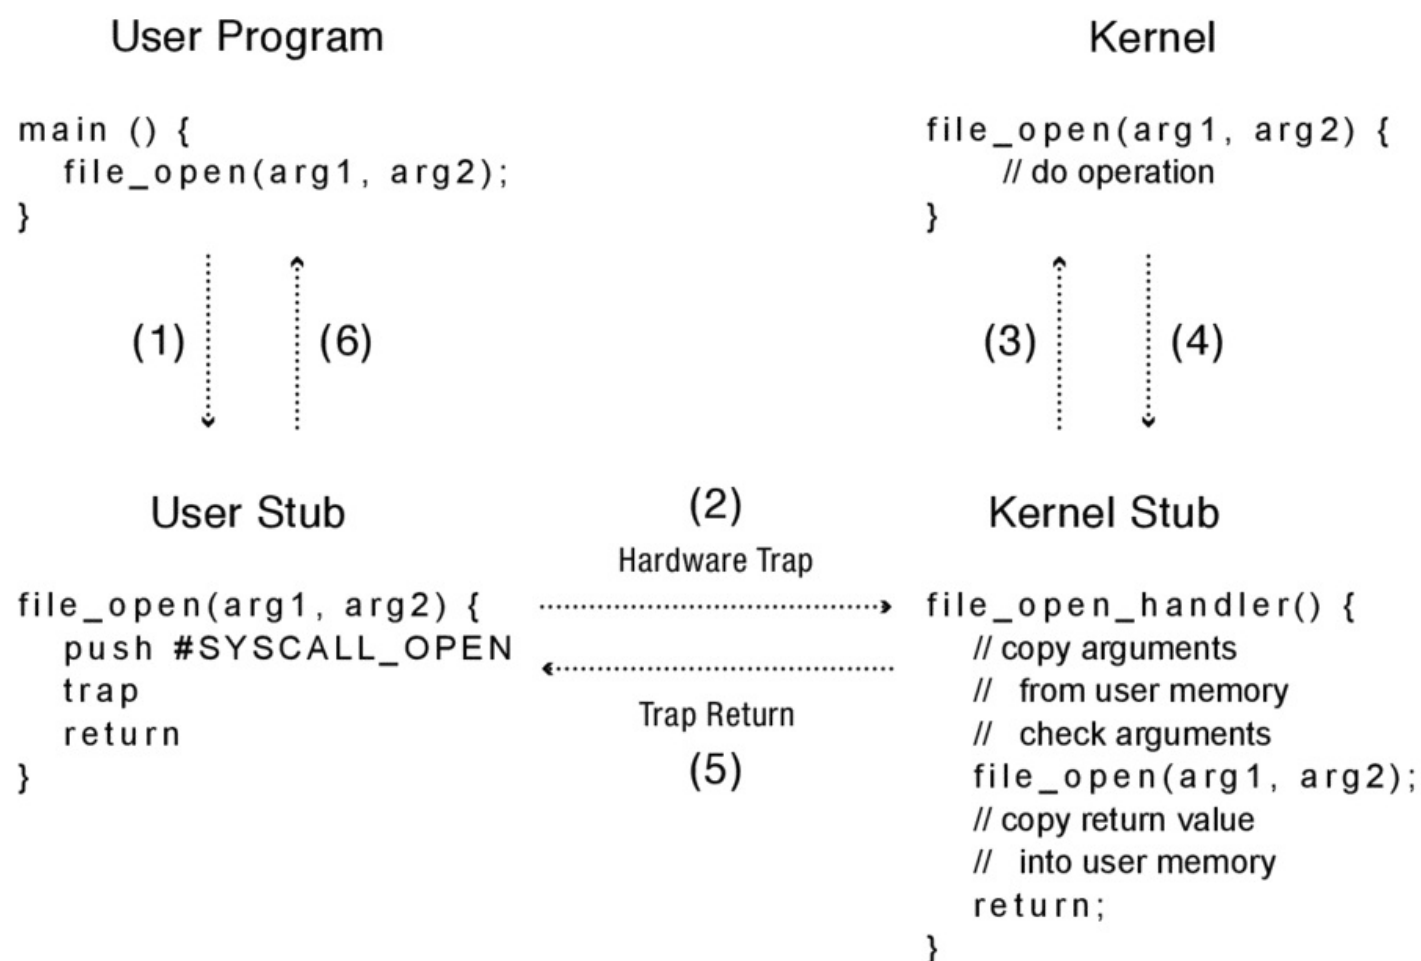 User Program
main () {
file_open(arg1, arg2);
}
(1)
(6)
Kernel
file_open(arg1, arg2) {
// do operation
}
(3)
(4)
User Stub
file_open(arg1, arg2) {
push #SYSCALL_OPEN
trap
return
}
(2)
Hardware Trap
Trap Return
(5)
Kernel Stub
file_open_handler() {
// copy arguments
// from user memory
// check arguments
file_open(arg1, arg2);
// copy return value
// into user memory
return;
}